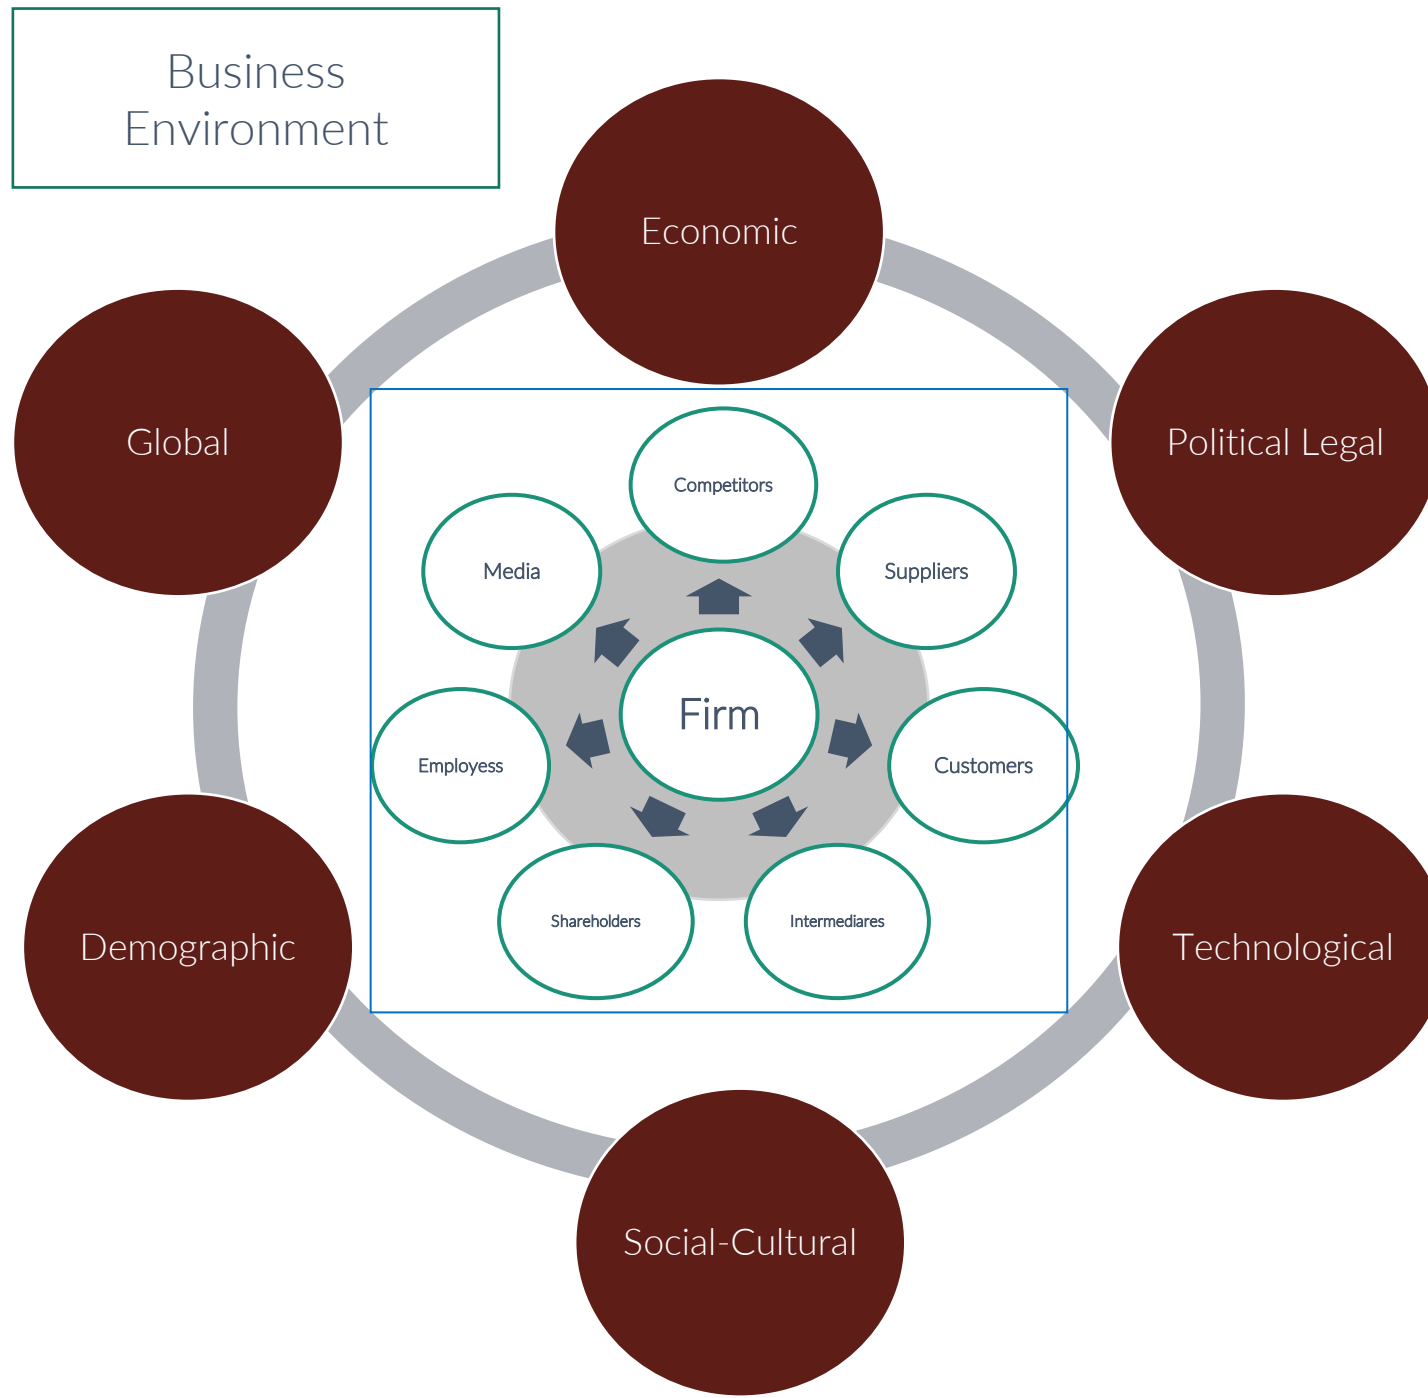 Business
Environment
Economic
Global
Political Legal
Competitors
Media
Suppliers
Firm
Employess
Customers
Shareholders
Intermediares
Demographic
Technological
Social-Cultural